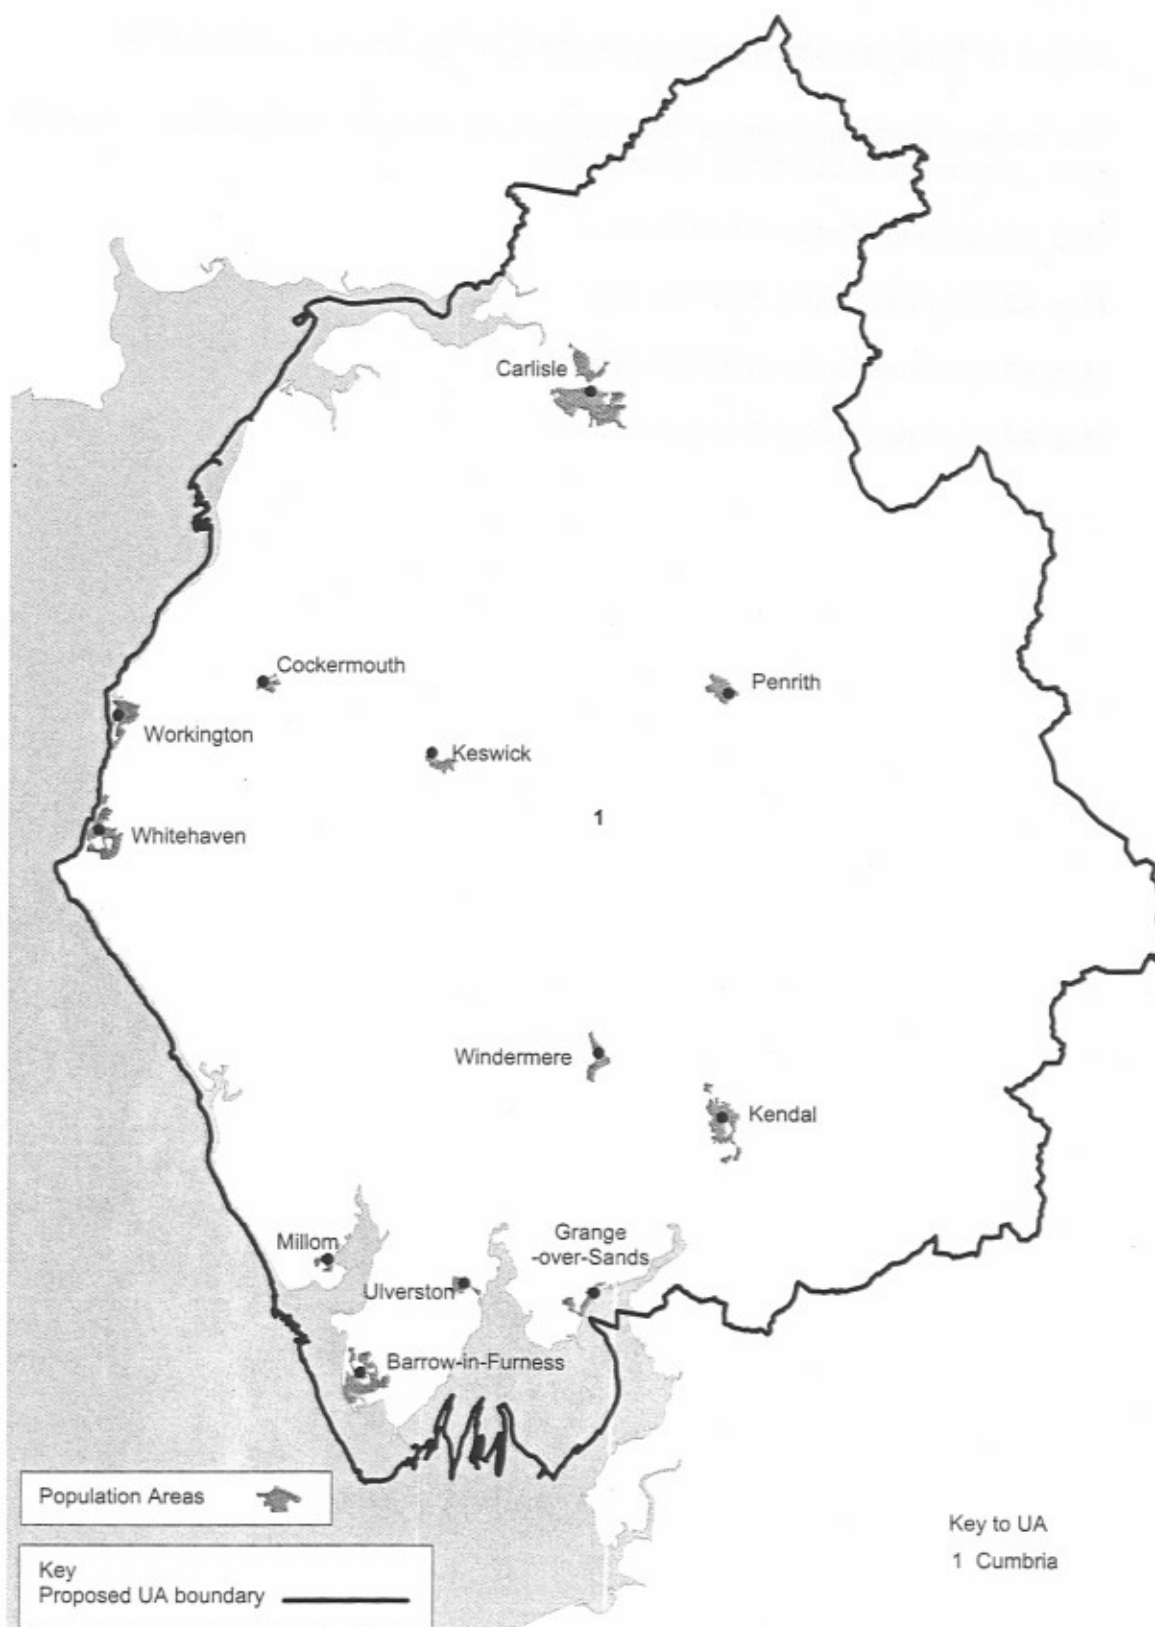 Carlisle
Cockermouth
Penrith
Workington
Keswick
1
Whitehaven
Windermere
Kendal
Grange
-over-Sands
Millom
Ulverston
Barrow-in-Furness
Population Areas
Key to UA
1 Cumbria
Key
Proposed UA boundary